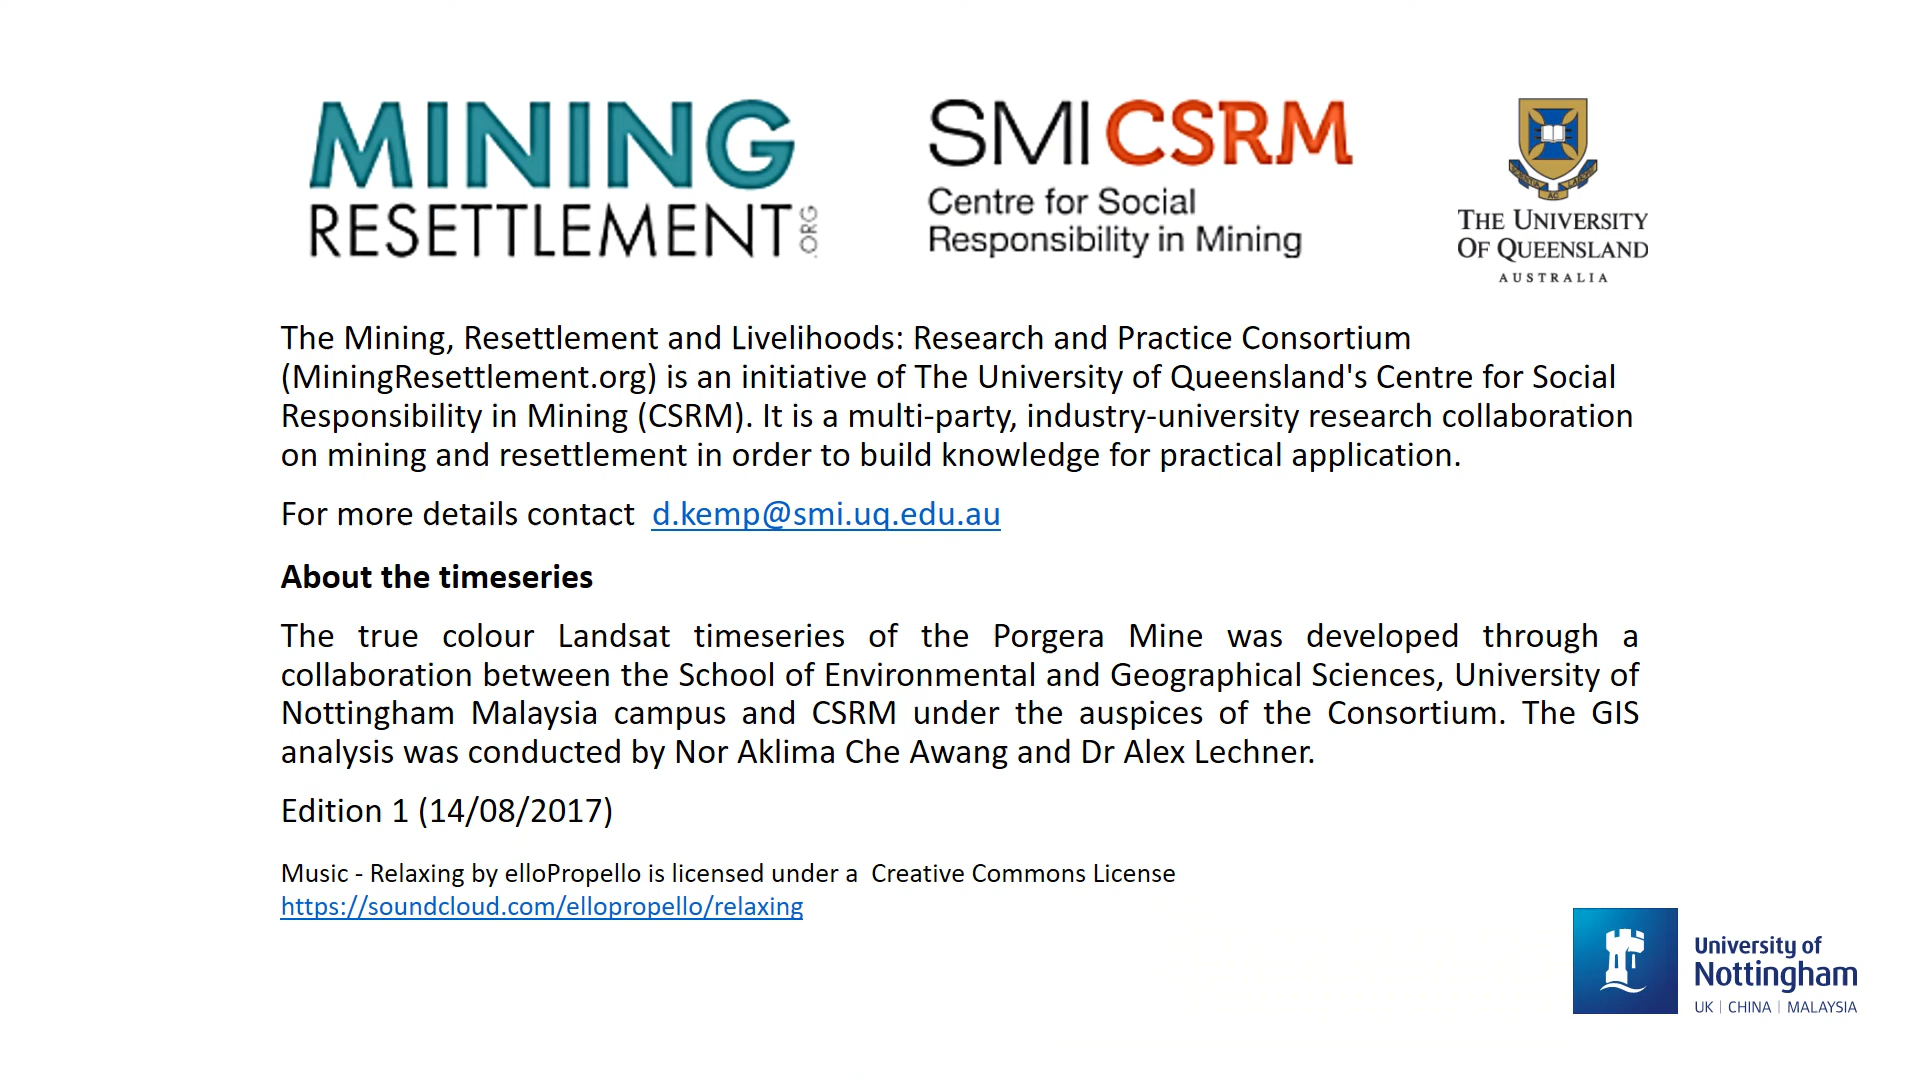 MINING
RESETTLEMENT.ORG
SMI CSRM
Centre for Social
Responsibility in Mining
THE UNIVERSITY
OF QUEENSLAND
AUSTRALIA
The Mining, Resettlement and Livelihoods: Research and Practice Consortium
(MiningResettlement.org) is an initiative of The University of Queensland's Centre for Social
Responsibility in Mining (CSRM). It is a multi-party, industry-university research collaboration
on mining and resettlement in order to build knowledge for practical application.
For more details contact d.kemp@smi.uq.edu.au
About the timeseries
The true colour Landsat timeseries of the Porgera Mine was developed through a
collaboration between the School of Environmental and Geographical Sciences, University of
Nottingham Malaysia campus and CSRM under the auspices of the Consortium. The GIS
analysis was conducted by Nor Aklima Che Awang and Dr Alex Lechner.
Edition 1 (14/08/2017)
Music - Relaxing by elloPropello is licensed under a Creative Commons License
https://soundcloud.com/ellopropello/relaxing
University of
Nottingham
UK | CHINA | MALAYSIA